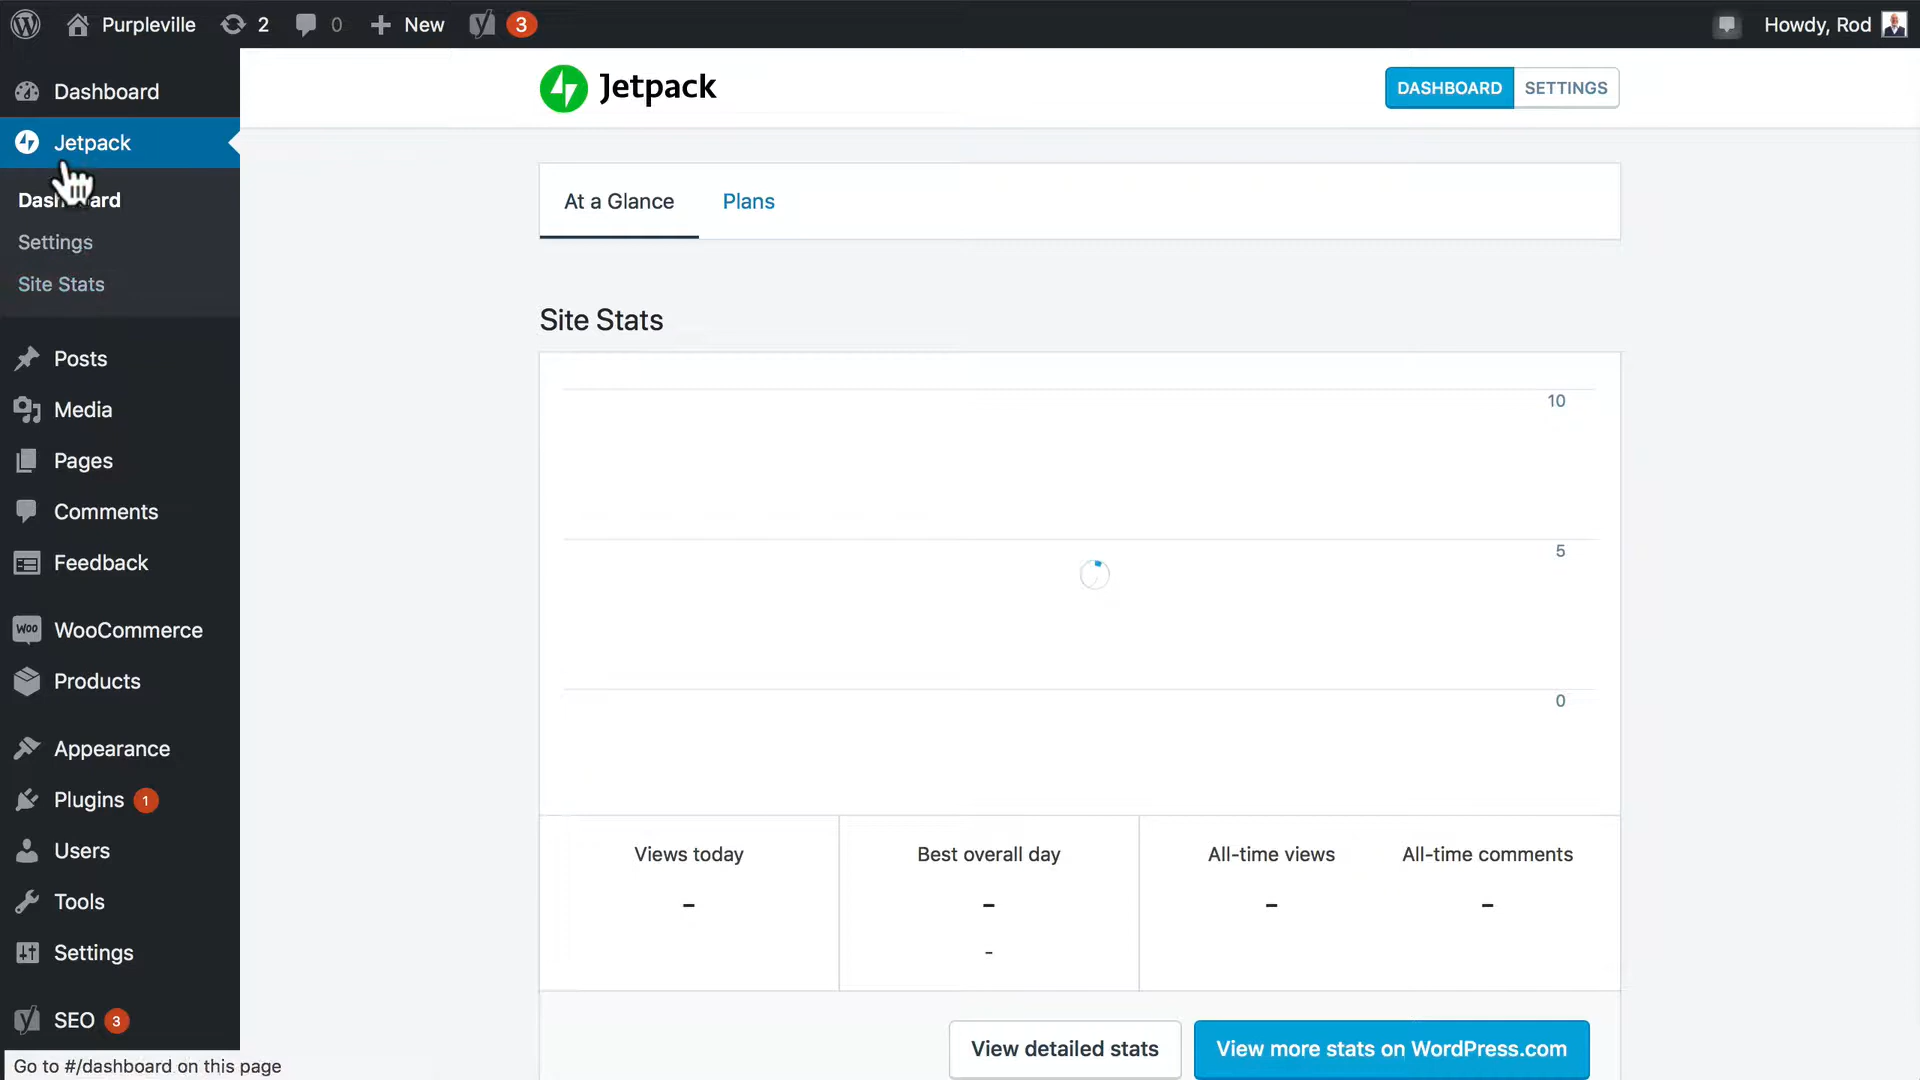 Purpleville 2 0 New 3 Howdy, Rod
Dashboard
Jetpack
Dashboard
Settings
Site Stats
Posts
Media
Pages
Comments
Feedback
Woo WooCommerce
Products
Appearance
Plugins 1
Users
Tools
Settings
SEO 3
Go to #/dashboard on this page
Jetpack
DASHBOARD SETTINGS
At a Glance Plans
Site Stats
10
5
0
Views today Best overall day All-time views All-time comments
- - - -
-
View detailed stats View more stats on WordPress.com